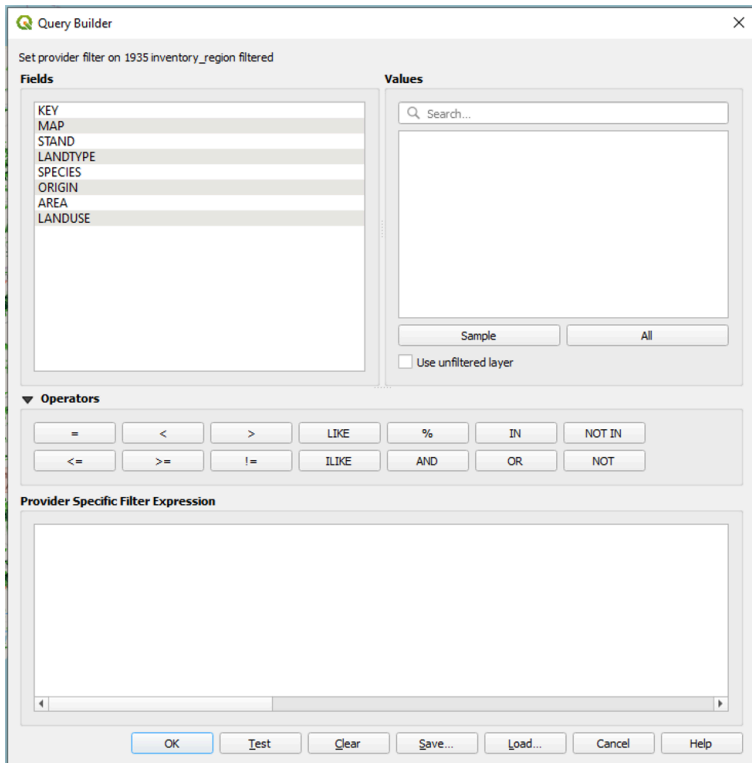 Query Builder
Set provider filter on 1935 inventory_region filtered
Fields
Values
KEY
MAP
STAND
LANDTYPE
SPECIES
ORIGIN
AREA
LANDUSE
Search...
Sample
All
Use unfiltered layer
Operators
= < > LIKE % IN NOT IN
<= >= != ILIKE AND OR NOT
Provider Specific Filter Expression
OK Test Clear Save... Load... Cancel Help